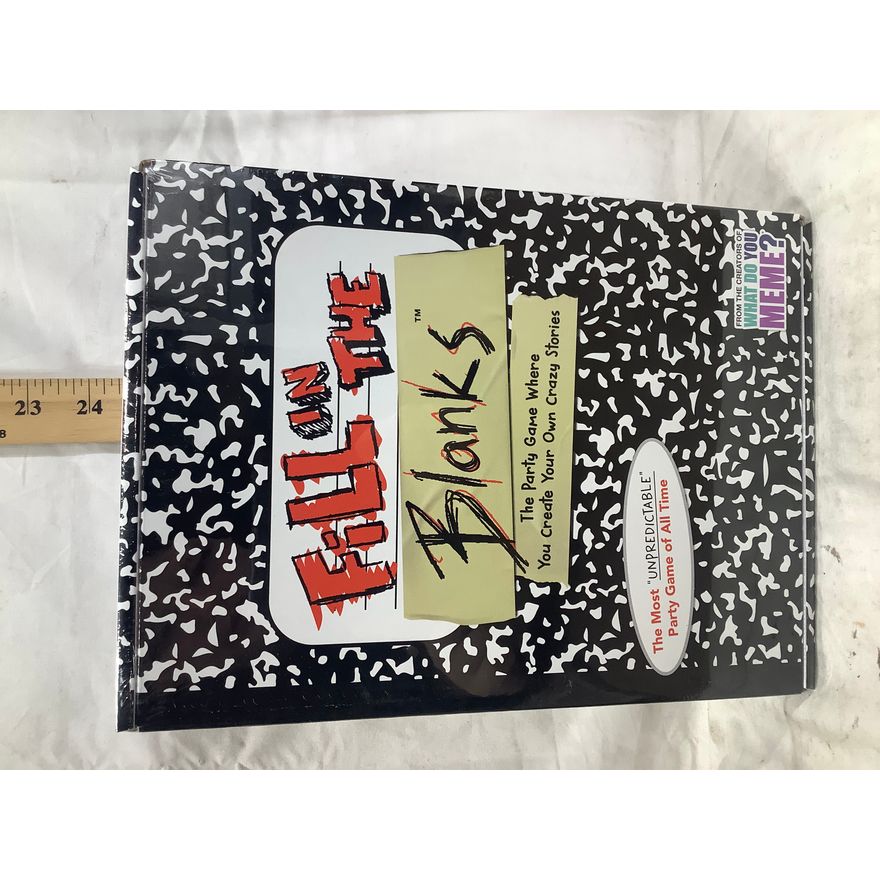 FiLL IN
THE
Blanks™
The Party Game Where
You Create Your Own Crazy Stories
The Most "UNPREDICTABLE"
Party Game of All Time
FROM THE CREATORS OF
WHAT DO YOU
MEME?
23 24
8